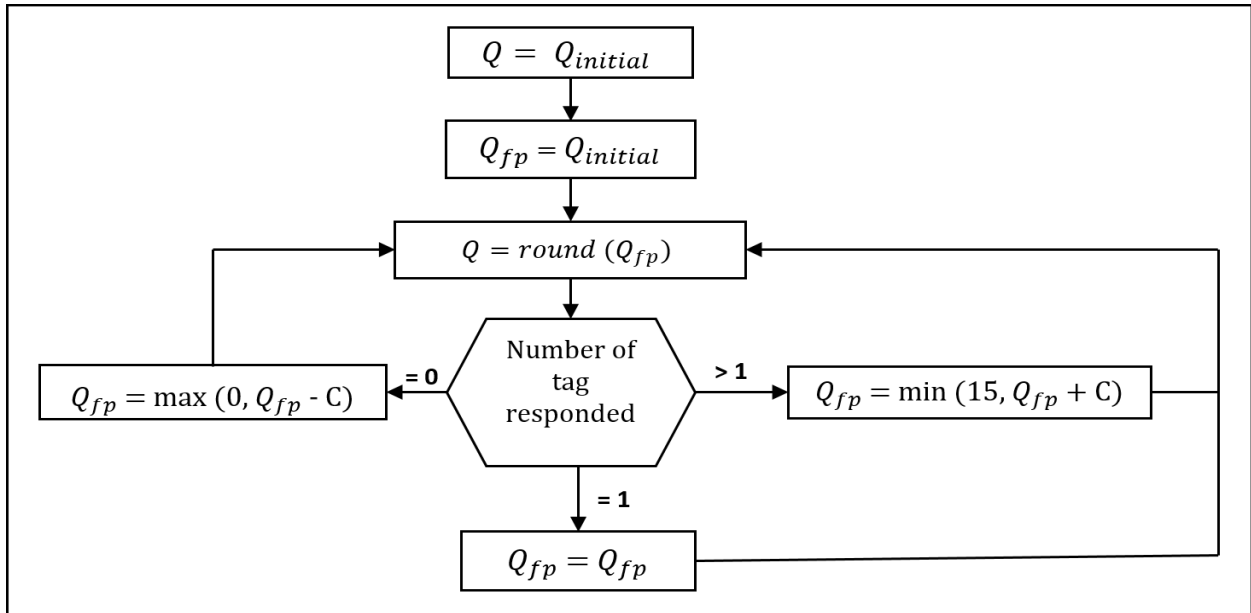 Q = Q_initial
Q_fp = Q_initial
Q = round (Q_fp)
Number of
tag
responded
= 0
> 1
Q_fp = max (0, Q_fp - C)
Q_fp = min (15, Q_fp + C)
= 1
Q_fp = Q_fp